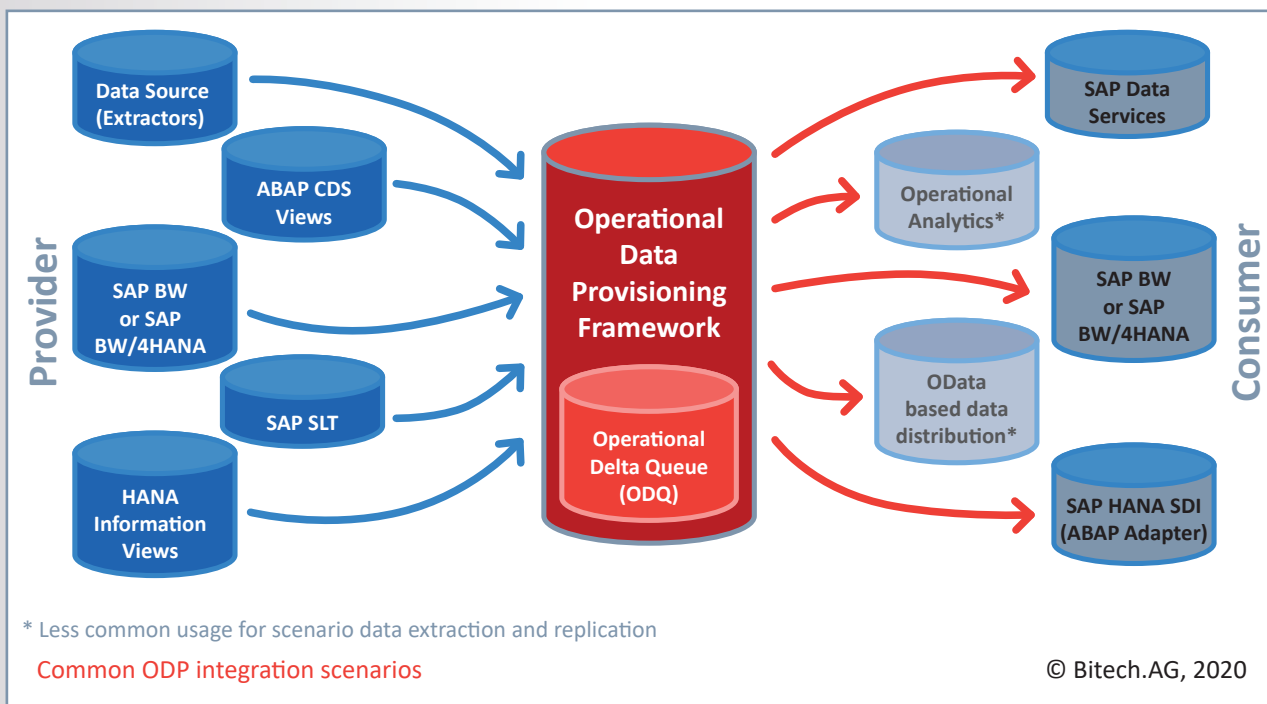 Provider
Data Source
(Extractors)
ABAP CDS
Views
SAP BW
or SAP
BW/4HANA
SAP SLT
HANA
Information
Views
Operational
Data
Provisioning
Framework
Operational
Delta Queue
(ODQ)
SAP Data
Services
Operational
Analytics*
SAP BW
or SAP
BW/4HANA
OData
based data
distribution*
SAP HANA SDI
(ABAP Adapter)
Consumer
* Less common usage for scenario data extraction and replication
Common ODP integration scenarios
© Bitech.AG, 2020